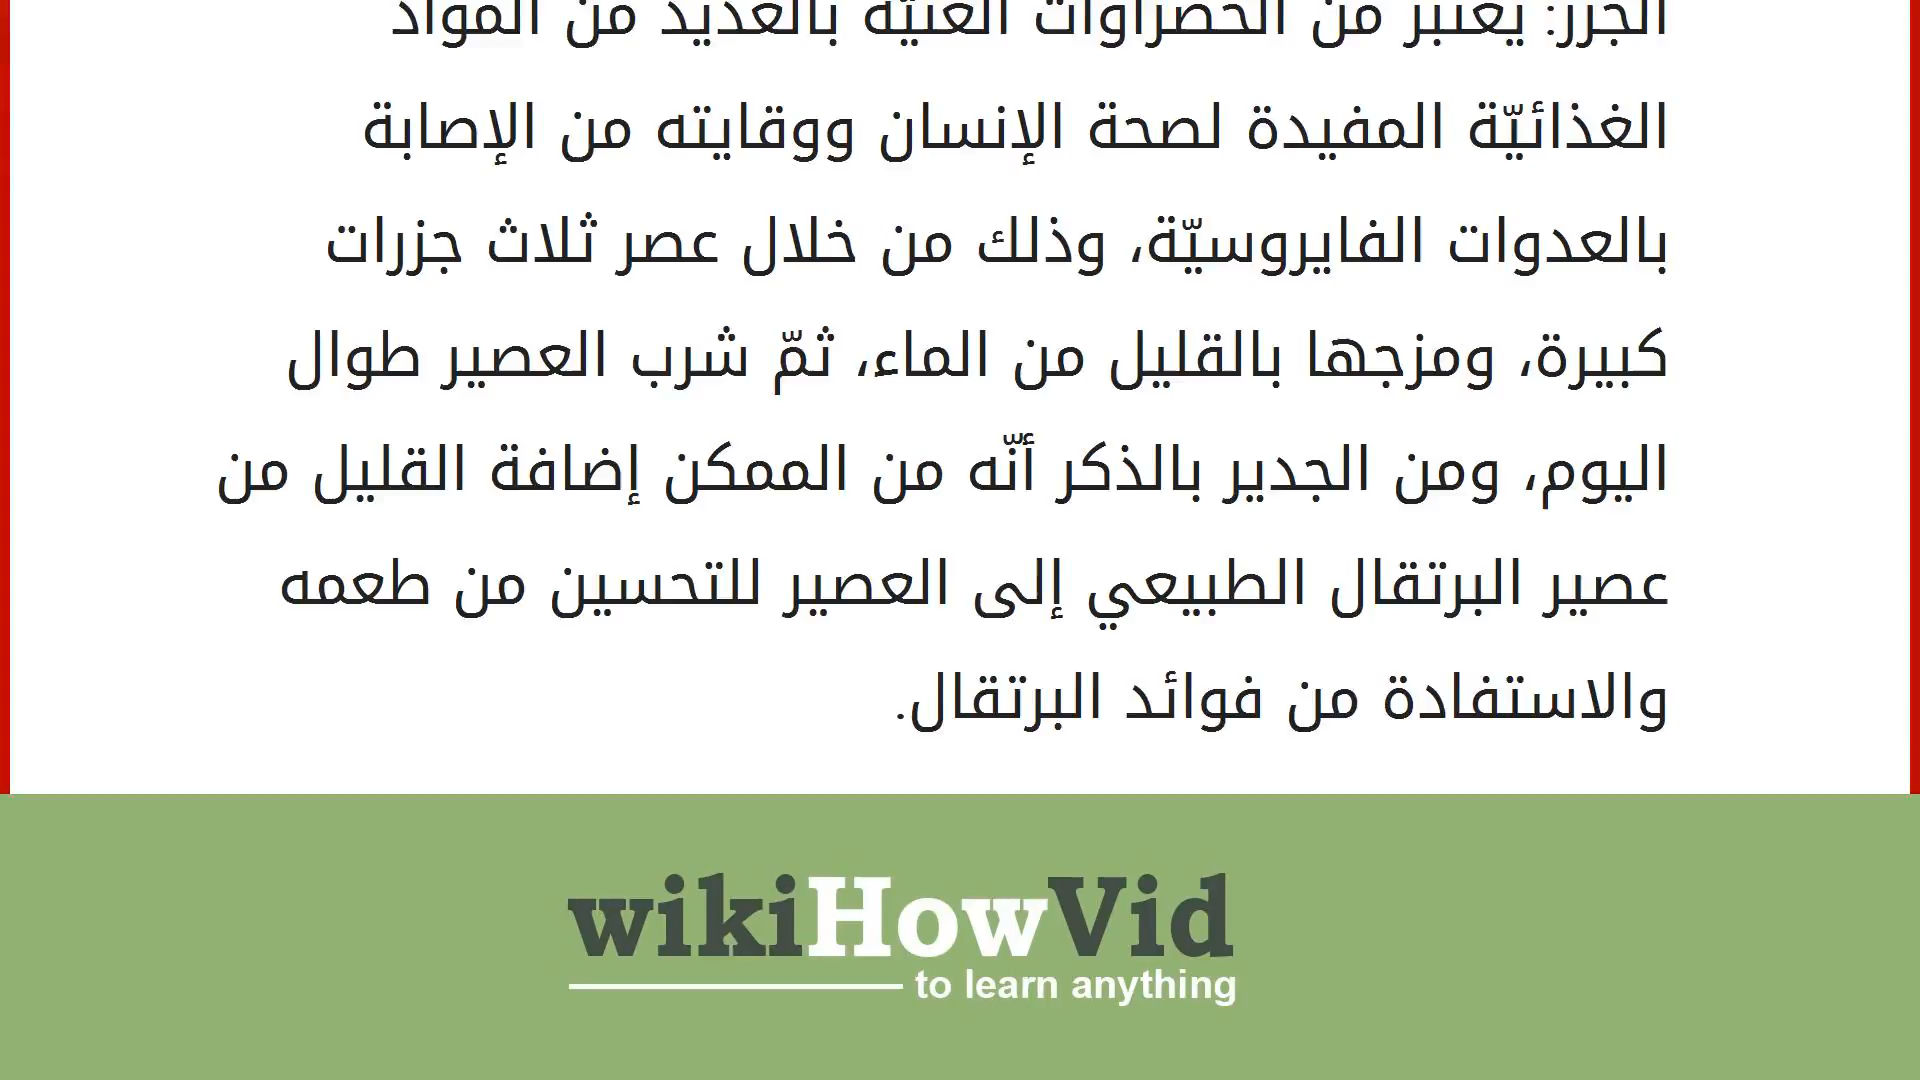 الجزر: يعتبر من الخضراوات الغنيّة بالعديد من المواد
الغذائيّة المفيدة لصحة الإنسان ووقايته من الإصابة
بالعدوات الفايروسيّة، وذلك من خلال عصر ثلاث جزرات
كبيرة، ومزجها بالقليل من الماء، ثمّ شرب العصير طوال
اليوم، ومن الجدير بالذكر أنّه من الممكن إضافة القليل من
عصير البرتقال الطبيعي إلى العصير للتحسين من طعمه
والاستفادة من فوائد البرتقال.
wikiHowVid
to learn anything